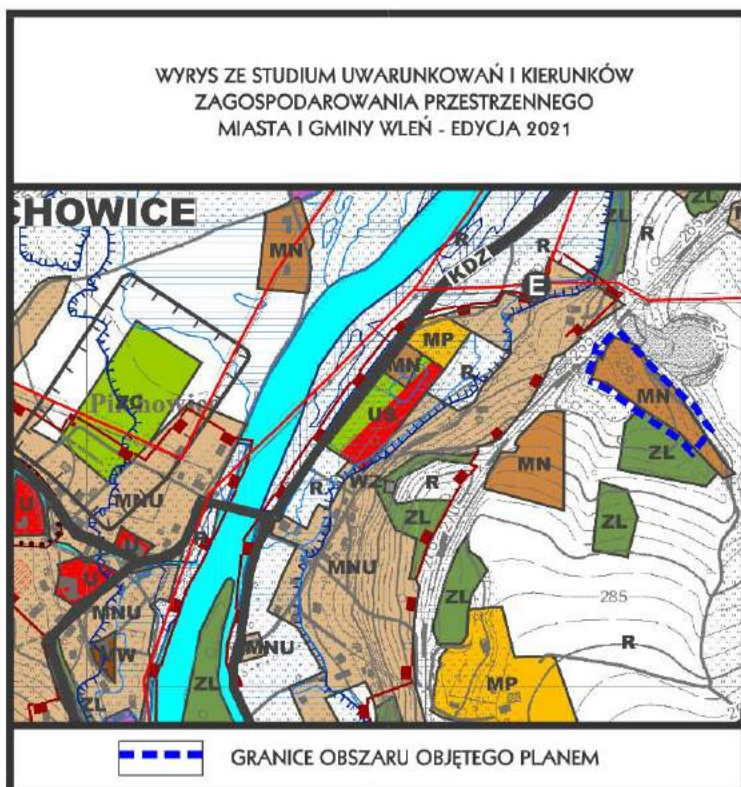 WYRYS ZE STUDIUM UWARUNKOWAŃ I KIERUNKÓW
ZAGOSPODAROWANIA PRZESTRZENNEGO
MIASTA I GMINY WLEŃ - EDYCJA 2021
CHOWICE
MN
R
KDZ
R
E
ZL
R
ZL
MP
MN
R
US
ZC
MN
ZL
MN
WZ
R
R
ZL
ZL
MNU
U
U
U
MNU
MNU
W
ZL
ZL
MNU
ZL
285
R
MP
GRANICE OBSZARU OBJĘTEGO PLANEM